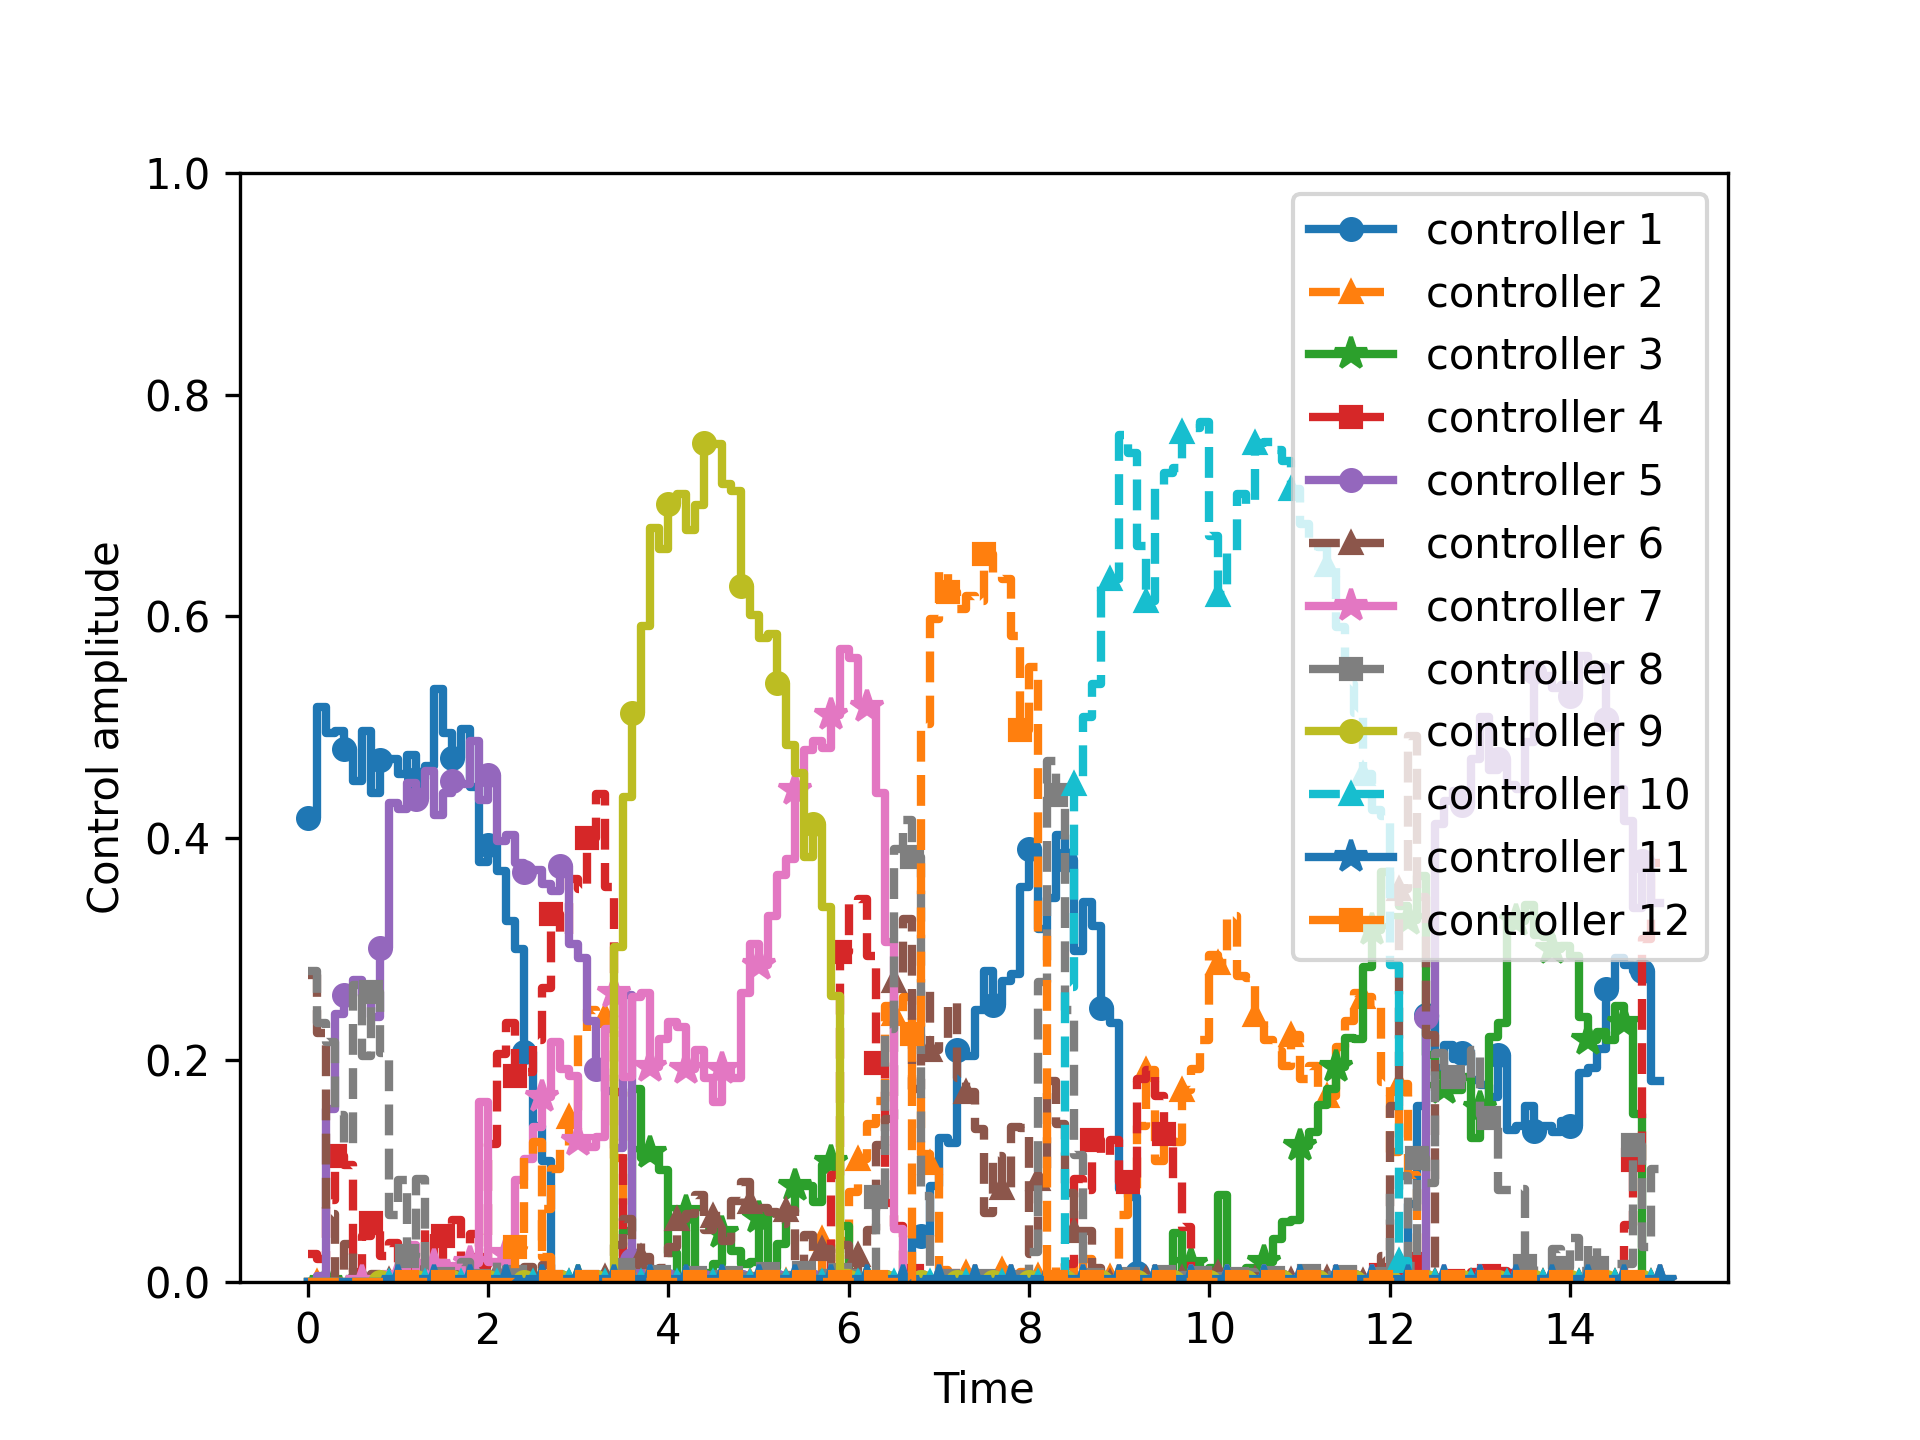 1.0
0.8
0.6
0.4
0.2
0.0
Control amplitude
0 2 4 6 8 10 12 14
Time
controller 1
controller 2
controller 3
controller 4
controller 5
controller 6
controller 7
controller 8
controller 9
controller 10
controller 11
controller 12